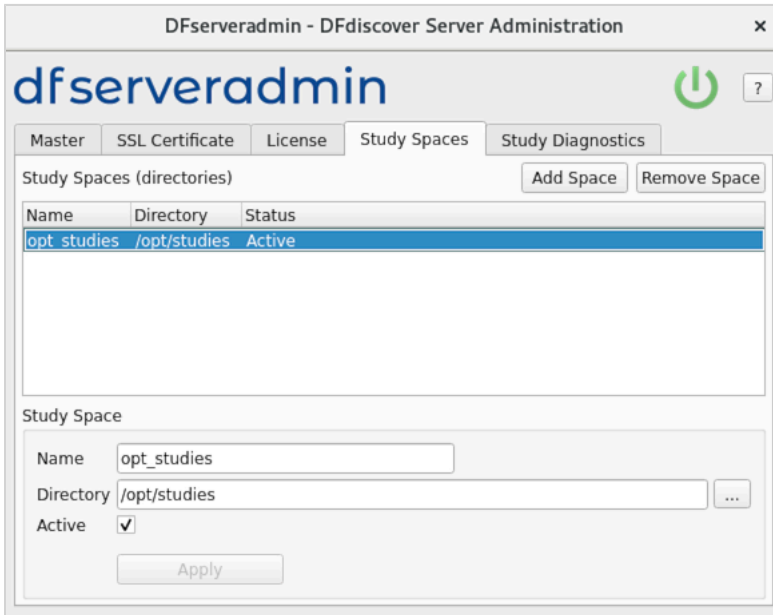 DFserveradmin - DFdiscover Server Administration ×
dfserveradmin ?
Master SSL Certificate License Study Spaces Study Diagnostics
Study Spaces (directories) Add Space Remove Space
Name Directory Status
opt_studies /opt/studies Active
Study Space
Name opt_studies
Directory /opt/studies ...
Active
Apply